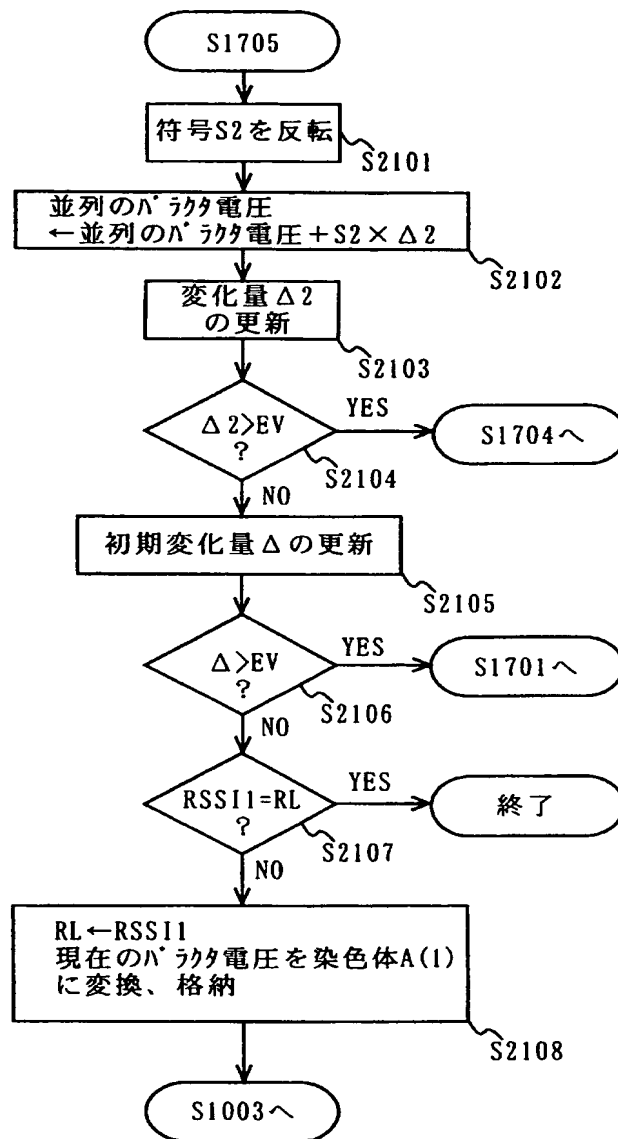 S1705
符号S2を反転
S2101
並列のバラクタ電圧
←並列のバラクタ電圧+S2×Δ2
S2102
変化量Δ2
の更新
S2103
Δ2>EV
?
YES
S1704へ
S2104
NO
初期変化量Δの更新
S2105
Δ>EV
?
YES
S1701へ
S2106
NO
RSSI1=RL
?
YES
終了
S2107
NO
RL←RSSI1
現在のバラクタ電圧を染色体A(1)
に変換、格納
S2108
S1003へ